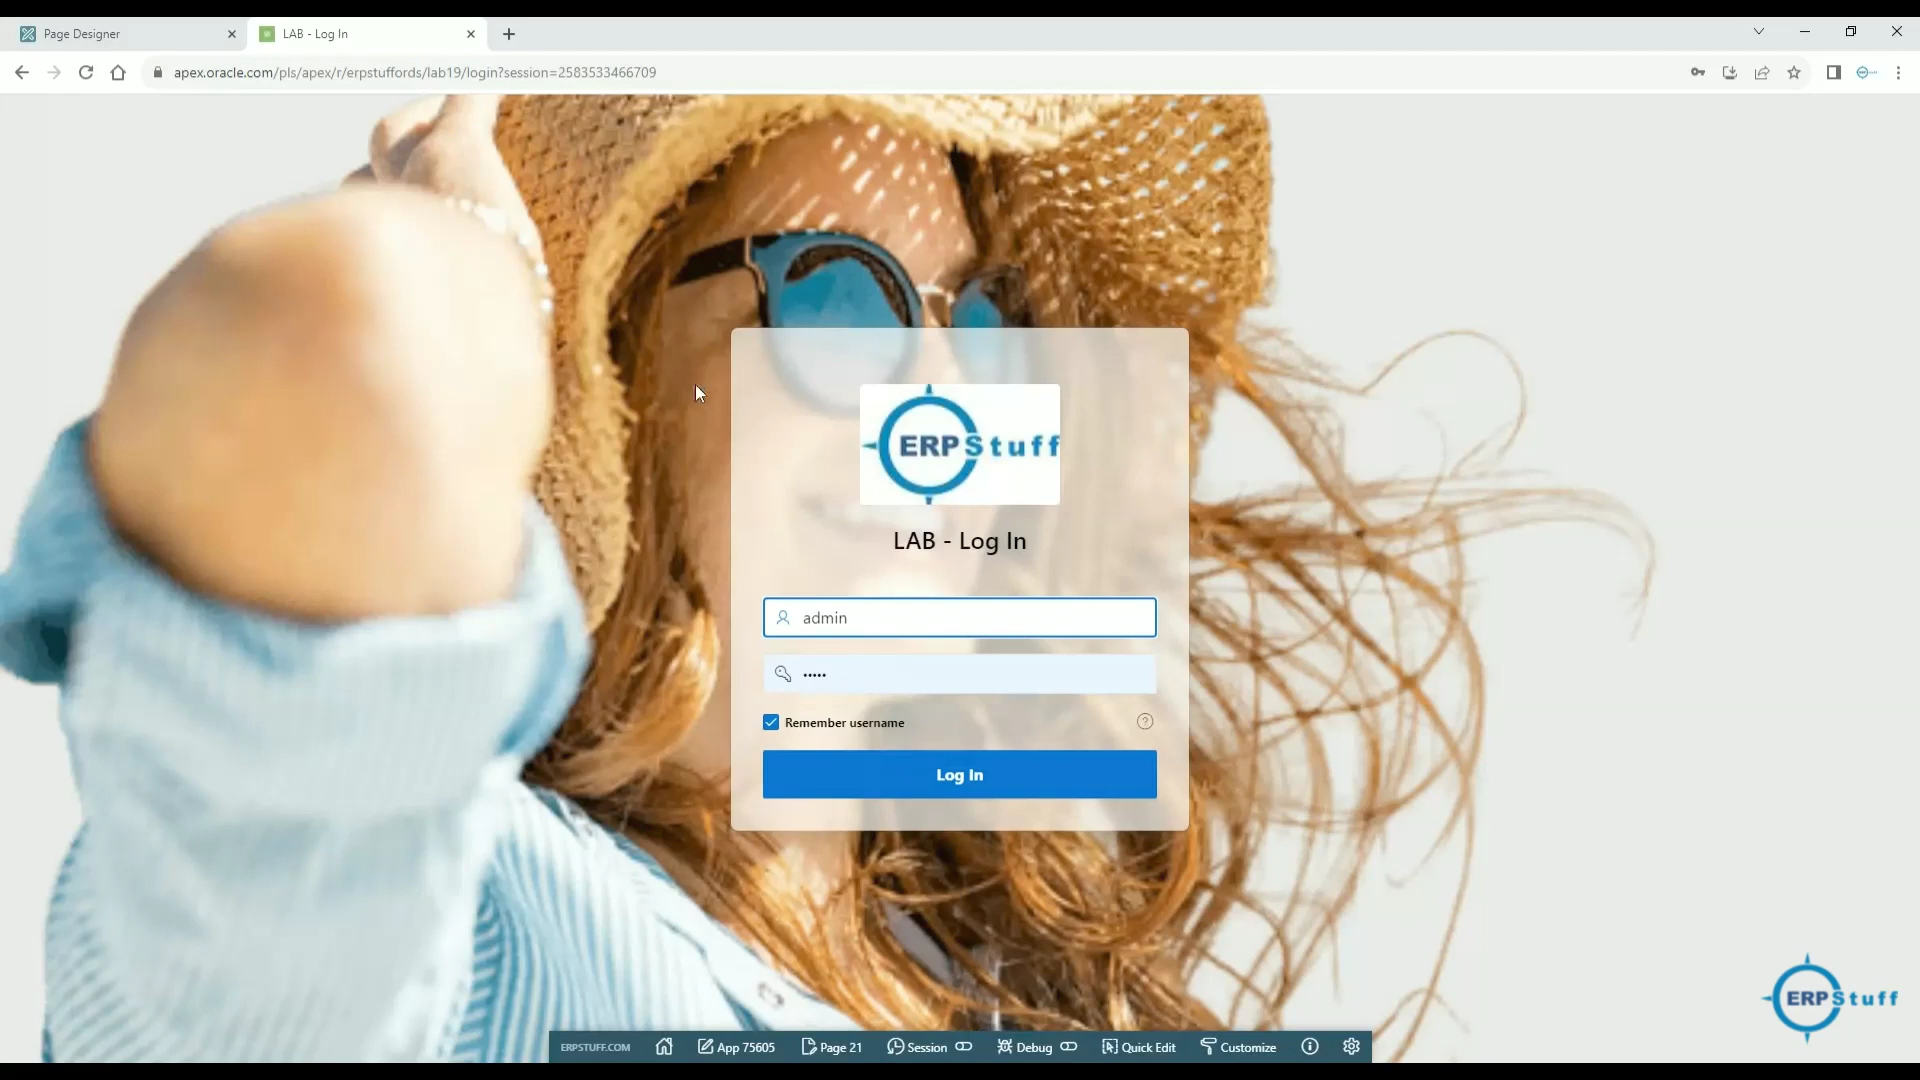 Page Designer
LAB - Log In
apex.oracle.com/pls/apex/r/erpstuffords/lab19/login?session=2583533466709
ERPStuff
LAB - Log In
admin
•••••
Remember username
?
Log In
ERPStuff
ERPSTUFF.COM
App 75605
Page 21
Session
Debug
Quick Edit
Customize